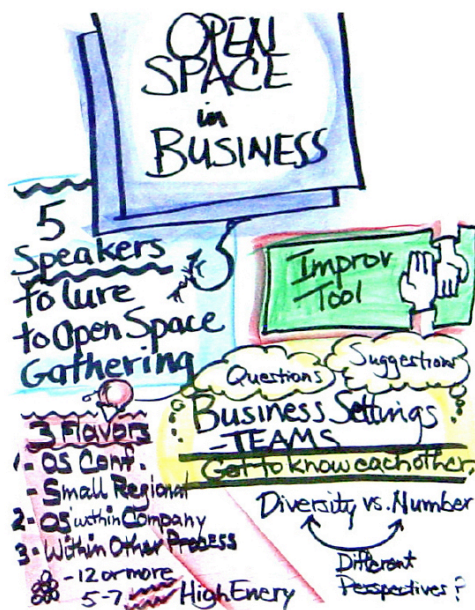 OPEN
SPACE
in
BUSINESS
5
Speakers
to Lure
to Open Space
Gathering
Improv
Tool
Questions
Suggestions
Business Settings
- TEAMS
Get to know each other.
3 Flavors
1 - OS Conf.
- Small Regional
2 - OS within Company
3 - Within Other Process
- 12 or more
5-7
High Enery
Diversity vs. Number
Different
Perspectives?